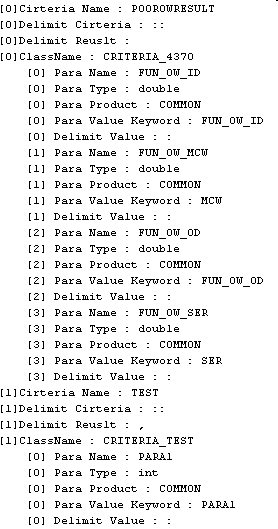 [0]Cirteria Name : POOROWRESULT
[0]Delimit Cirteria : ::
[0]Delimit Reuslt :
[0]ClassName : CRITERIA_4370
[0] Para Name : FUN_OW_ID
[0] Para Type : double
[0] Para Product : COMMON
[0] Para Value Keyword : FUN_OW_ID
[0] Delimit Value : :
[1] Para Name : FUN_OW_MCW
[1] Para Type : double
[1] Para Product : COMMON
[1] Para Value Keyword : MCW
[1] Delimit Value : :
[2] Para Name : FUN_OW_OD
[2] Para Type : double
[2] Para Product : COMMON
[2] Para Value Keyword : FUN_OW_OD
[2] Delimit Value : :
[3] Para Name : FUN_OW_SER
[3] Para Type : double
[3] Para Product : COMMON
[3] Para Value Keyword : SER
[3] Delimit Value : :
[1]Cirteria Name : TEST
[1]Delimit Cirteria : ::
[1]Delimit Reuslt : ,
[1]ClassName : CRITERIA_TEST
[0] Para Name : PARA1
[0] Para Type : int
[0] Para Product : COMMON
[0] Para Value Keyword : PARA1
[0] Delimit Value : :